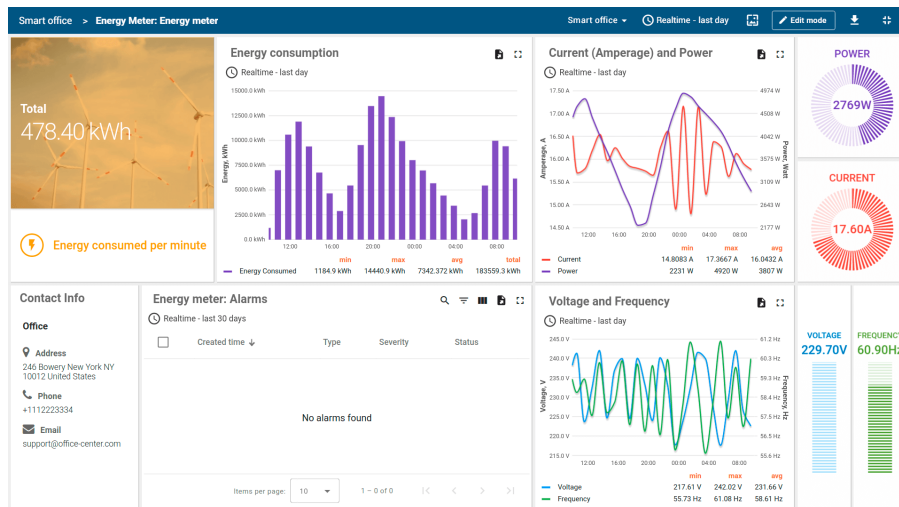 Smart office > Energy Meter: Energy meter
Smart office
Realtime - last day
Edit mode
Total
478.40 kWh
Energy consumed per minute
Energy consumption
Realtime - last day
15000.0 kWh
12500.0 kWh
10000.0 kWh
7500.0 kWh
5000.0 kWh
2500.0 kWh
0.0 kWh
Energy, kWh
12:00 16:00 20:00 00:00 04:00 08:00
min max avg total
Energy Consumed 1184.9 kWh 14440.9 kWh 7342.372 kWh 183559.3 kWh
Current (Amperage) and Power
Realtime - last day
17.50 A
17.00 A
16.50 A
16.00 A
15.50 A
15.00 A
14.50 A
Amperage, A
4974 W
4508 W
4042 W
3575 W
3109 W
2643 W
2177 W
Power, Watt
12:00 16:00 20:00 00:00 04:00 08:00
min max avg
Current 14.8083 A 17.3667 A 16.0432 A
Power 2231 W 4920 W 3807 W
POWER
2769W
CURRENT
17.60A
Contact Info
Office
Address
246 Bowery New York NY
10012 United States
Phone
+1112223334
Email
support@office-center.com
Energy meter: Alarms
Realtime - last 30 days
Created time Type Severity Status
No alarms found
Items per page: 10 1 – 0 of 0
Voltage and Frequency
Realtime - last day
245.0 V
240.0 V
235.0 V
230.0 V
225.0 V
220.0 V
215.0 V
Voltage, V
61.2 Hz
60.3 Hz
59.3 Hz
58.4 Hz
57.5 Hz
56.5 Hz
55.6 Hz
Frequency, Hz
12:00 16:00 20:00 00:00 04:00 08:00
min max avg
Voltage 217.61 V 242.02 V 231.66 V
Frequency 55.73 Hz 61.08 Hz 58.61 Hz
VOLTAGE
229.70V
FREQUENCY
60.90Hz